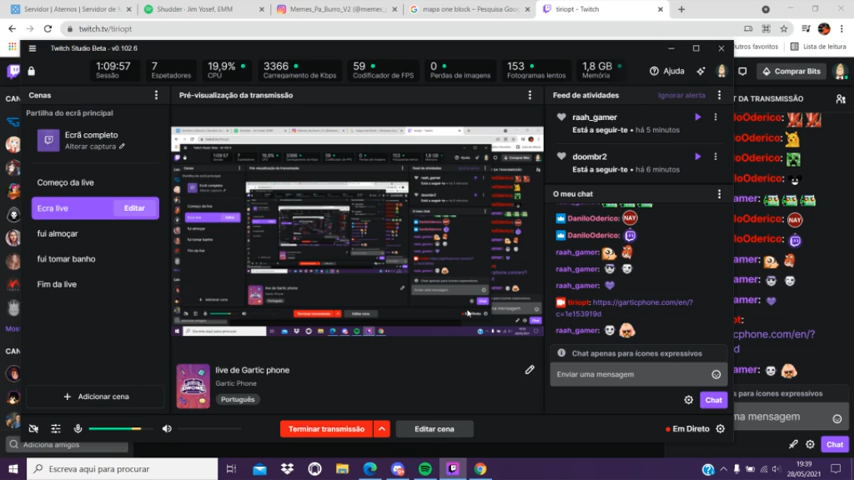 Servidor | Aternos | Servidor de M
Shudder - Jim Yosef, EMM
Memes_Pa_Burro_V2 (@memes_
mapa one block – Pesquisa Goo
tiriopt - Twitch
twitch.tv/tiriopt
Outros favoritos
Lista de leitura
Twitch Studio Beta - v0.102.6
1:09:57
7
19,9%
3366
59
0
153
1,8 GB
Sessão
Espetadores
CPU
Carregamento de Kbps
Codificador de FPS
Perdas de imagens
Fotogramas lentos
Memória
Ajuda
Comprar Bits
Cenas
Partilha do ecrã principal
Ecrã completo
Alterar captura
Começo da live
Ecra live
Editar
fui almoçar
fui tomar banho
Fim da live
Adicionar cena
Pré-visualização da transmissão
live de Gartic phone
Gartic Phone
Português
Terminar transmissão
Editar cena
Em Direto
Feed de atividades
Ignorar alerta
raah_gamer
Está a seguir-te • há 5 minutos
doombr2
Está a seguir-te • há 6 minutos
O meu chat
DaniloOderico:
NAY
DaniloOderico:
raah_gamer:
raah_gamer:
raah_gamer:
tiriopt: https://garticphone.com/en/?
c=1e153919d
raah_gamer:
Chat apenas para ícones expressivos
Enviar uma mensagem
Chat
DA TRANSMISSÃO
Adiciona amigos
Chat
Escreve aqui para procurar
19:39
28/05/2021